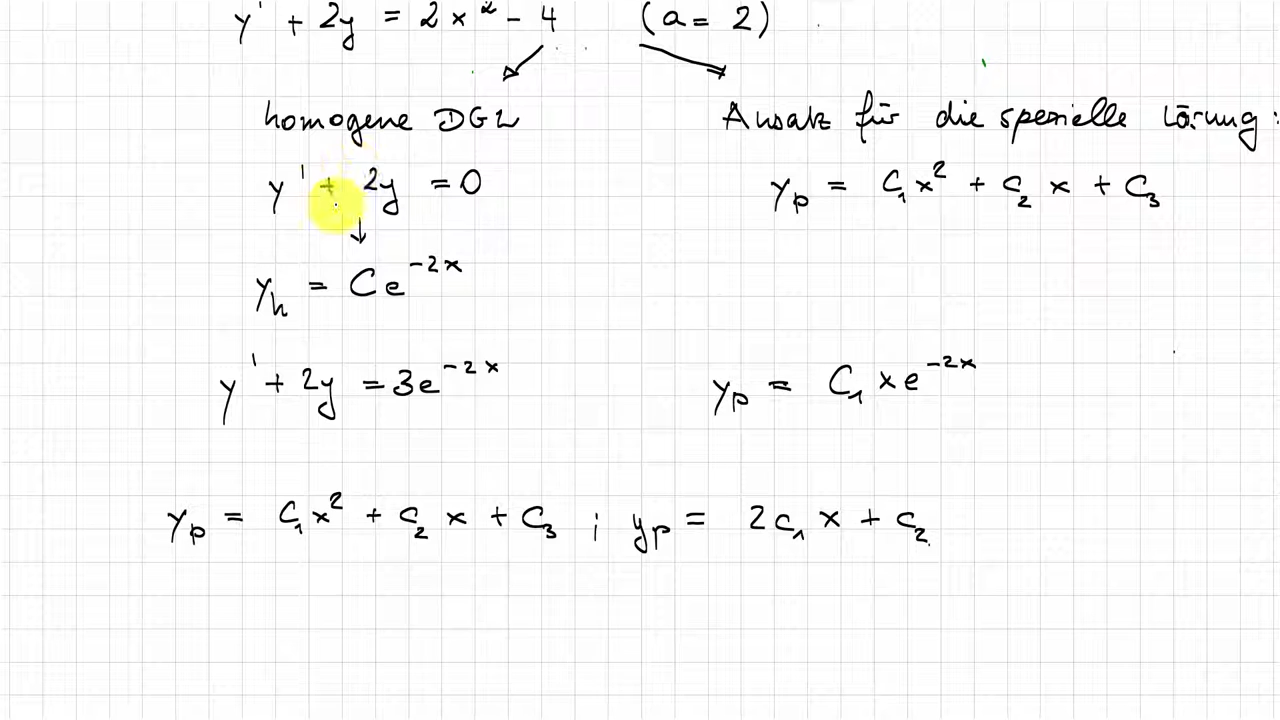 y' + 2y = 2x² - 4 (a = 2)
homogene DGL Ansatz für die spezielle Lösung:
y' + 2y = 0 yₚ = C₁x² + C₂x + C₃
↓
yₕ = Ce⁻²ˣ
y' + 2y = 3e⁻²ˣ yₚ = C₁xe⁻²ˣ
yₚ = C₁x² + C₂x + C₃ ; yₚ = 2C₁x + C₂